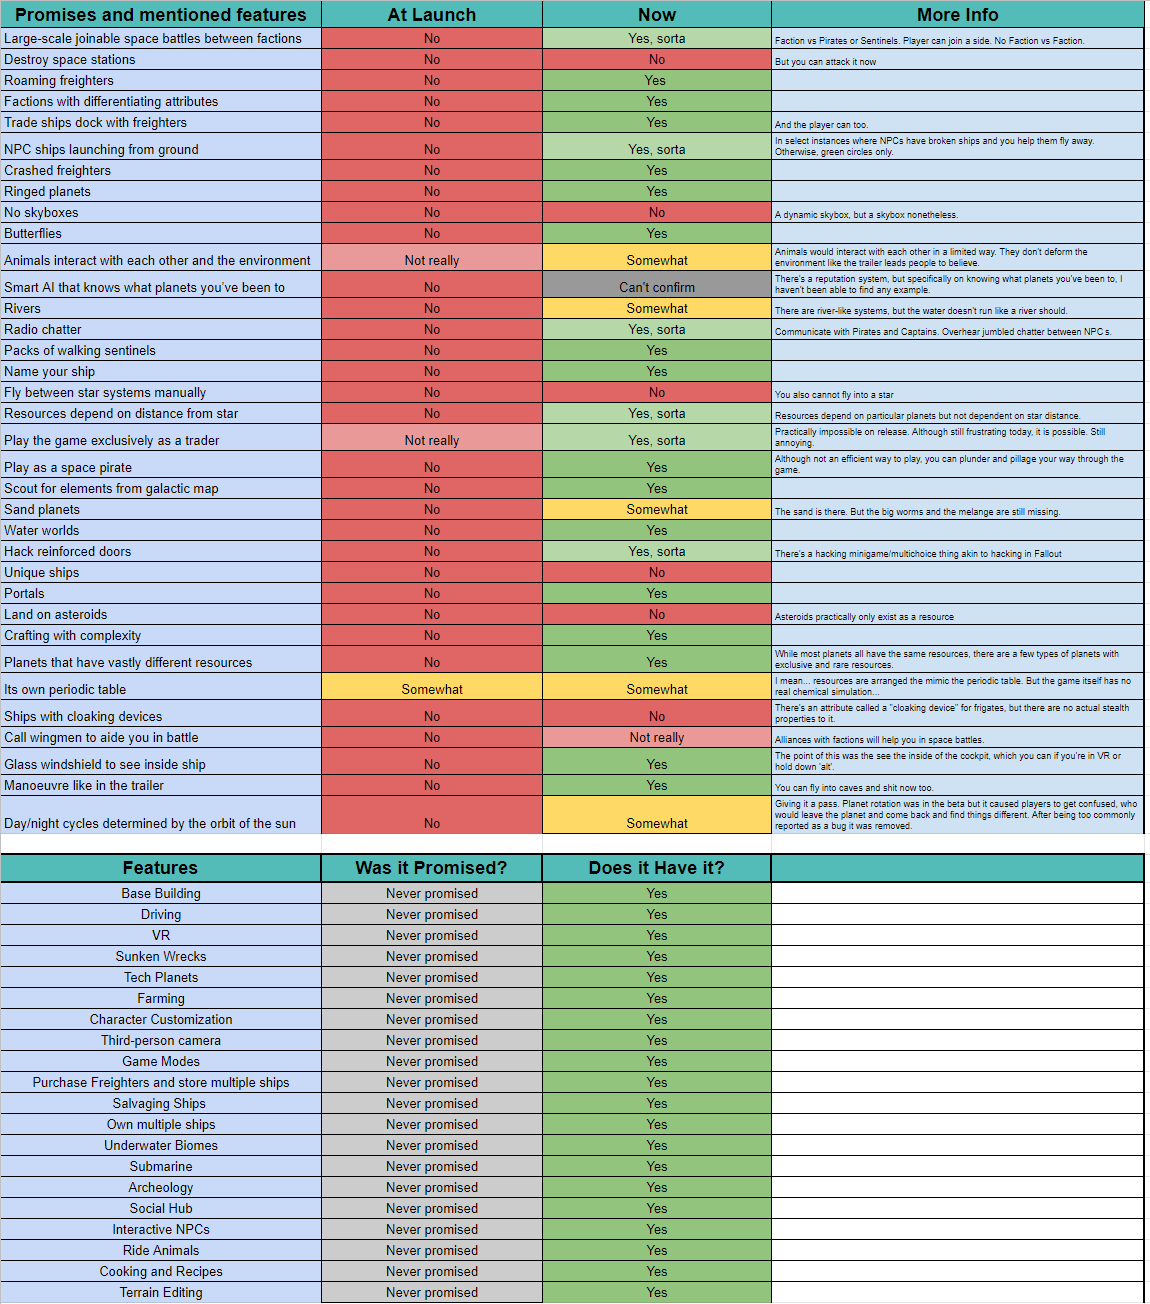 Promises and mentioned features At Launch Now More Info
Large-scale joinable space battles between factions No Yes, sorta Faction vs Pirates or Sentinels. Player can join a side. No Faction vs Faction.
Destroy space stations No No But you can attack it now
Roaming freighters No Yes
Factions with differentiating attributes No Yes
Trade ships dock with freighters No Yes And the player can too.
NPC ships launching from ground No Yes, sorta In select instances where NPCs have broken ships and you help them fly away.
Otherwise, green circles only.
Crashed freighters No Yes
Ringed planets No Yes
No skyboxes No No A dynamic skybox, but a skybox nonetheless.
Butterflies No Yes
Animals interact with each other and the environment Not really Somewhat Animals would interact with each other in a limited way. They don't deform the
environment like the trailer leads people to believe.
Smart AI that knows what planets you've been to No Can't confirm There's a reputation system, but specifically on knowing what planets you've been to, I
haven't been able to find any example.
Rivers No Somewhat There are river-like systems, but the water doesn't run like a river should.
Radio chatter No Yes, sorta Communicate with Pirates and Captains. Overhear jumbled chatter between NPC s.
Packs of walking sentinels No Yes
Name your ship No Yes
Fly between star systems manually No No You also cannot fly into a star
Resources depend on distance from star No Yes, sorta Resources depend on particular planets but not dependent on star distance.
Play the game exclusively as a trader Not really Yes, sorta Practically impossible on release. Although still frustrating today, it is possible. Still
annoying.
Play as a space pirate No Yes Although not an efficient way to play, you can plunder and pillage your way through the
game.
Scout for elements from galactic map No Yes
Sand planets No Somewhat The sand is there. But the big worms and the melange are still missing.
Water worlds No Yes
Hack reinforced doors No Yes, sorta There's a hacking minigame/multichoice thing akin to hacking in Fallout
Unique ships No No
Portals No Yes
Land on asteroids No No Asteroids practically only exist as a resource
Crafting with complexity No Yes
Planets that have vastly different resources No Yes While most planets all have the same resources, there are a few types of planets with
exclusive and rare resources.
Its own periodic table Somewhat Somewhat I mean... resources are arranged the mimic the periodic table. But the game itself has no
real chemical simulation...
Ships with cloaking devices No No There's an attribute called a "cloaking device" for frigates, but there are no actual stealth
properties to it.
Call wingmen to aide you in battle No Not really Alliances with factions will help you in space battles.
Glass windshield to see inside ship No Yes The point of this was the see the inside of the cockpit, which you can if you're in VR or
hold down 'alt'.
Manoeuvre like in the trailer No Yes You can fly into caves and shit now too.
Day/night cycles determined by the orbit of the sun No Somewhat Giving it a pass. Planet rotation was in the beta but it caused players to get confused, who
would leave the planet and come back and find things different. After being too commonly
reported as a bug it was removed.
Features Was it Promised? Does it Have it?
Base Building Never promised Yes
Driving Never promised Yes
VR Never promised Yes
Sunken Wrecks Never promised Yes
Tech Planets Never promised Yes
Farming Never promised Yes
Character Customization Never promised Yes
Third-person camera Never promised Yes
Game Modes Never promised Yes
Purchase Freighters and store multiple ships Never promised Yes
Salvaging Ships Never promised Yes
Own multiple ships Never promised Yes
Underwater Biomes Never promised Yes
Submarine Never promised Yes
Archeology Never promised Yes
Social Hub Never promised Yes
Interactive NPCs Never promised Yes
Ride Animals Never promised Yes
Cooking and Recipes Never promised Yes
Terrain Editing Never promised Yes